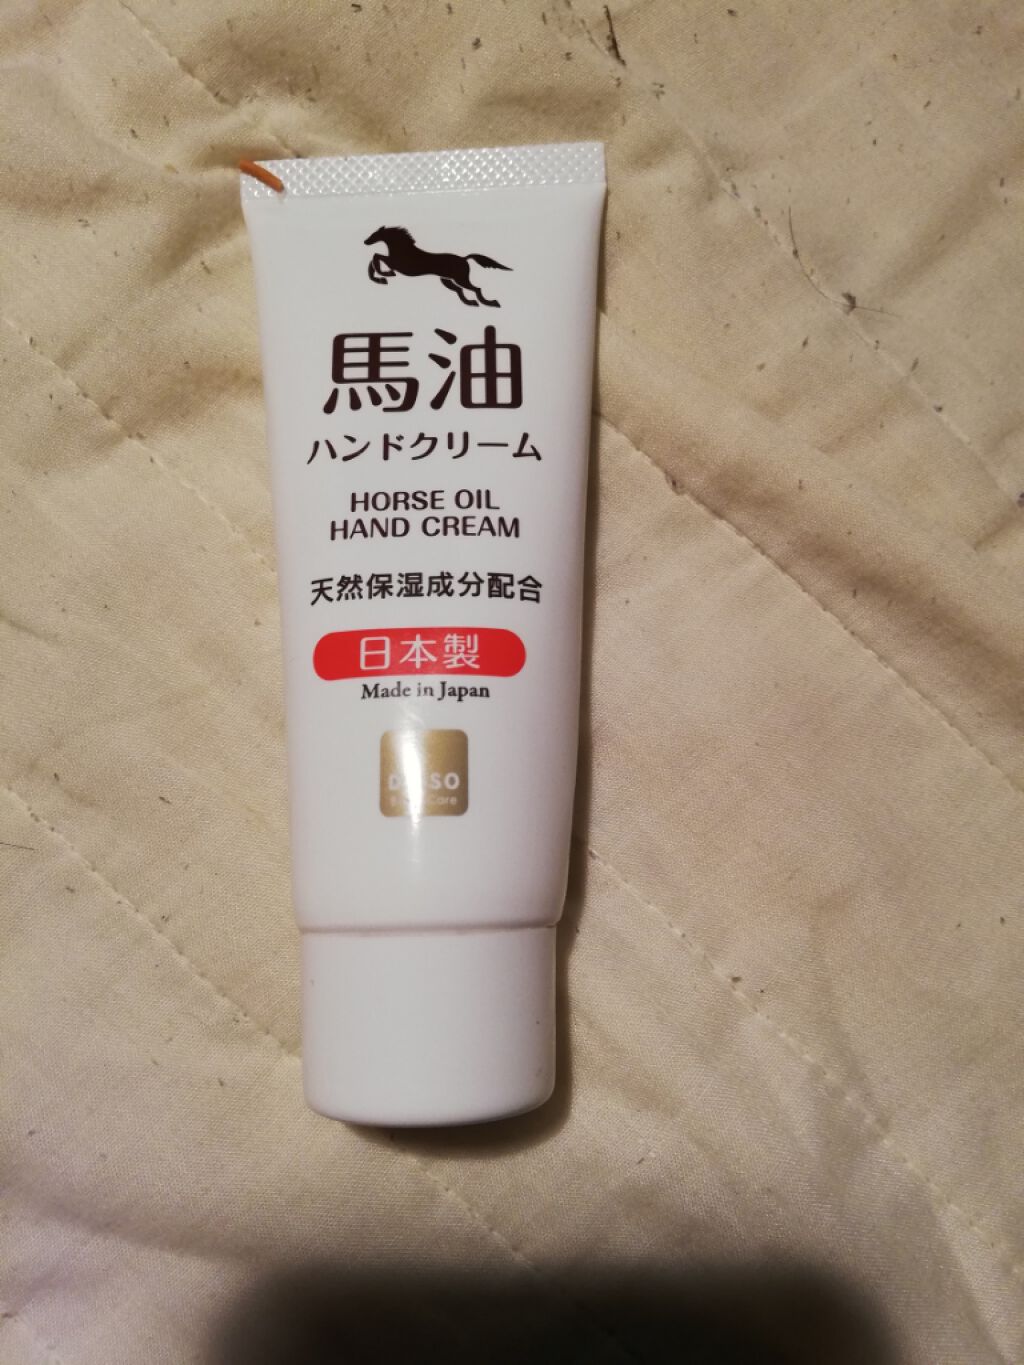 馬油
ハンドクリーム
HORSE OIL
HAND CREAM
天然保湿成分配合
日本製
Made in Japan
DAISO